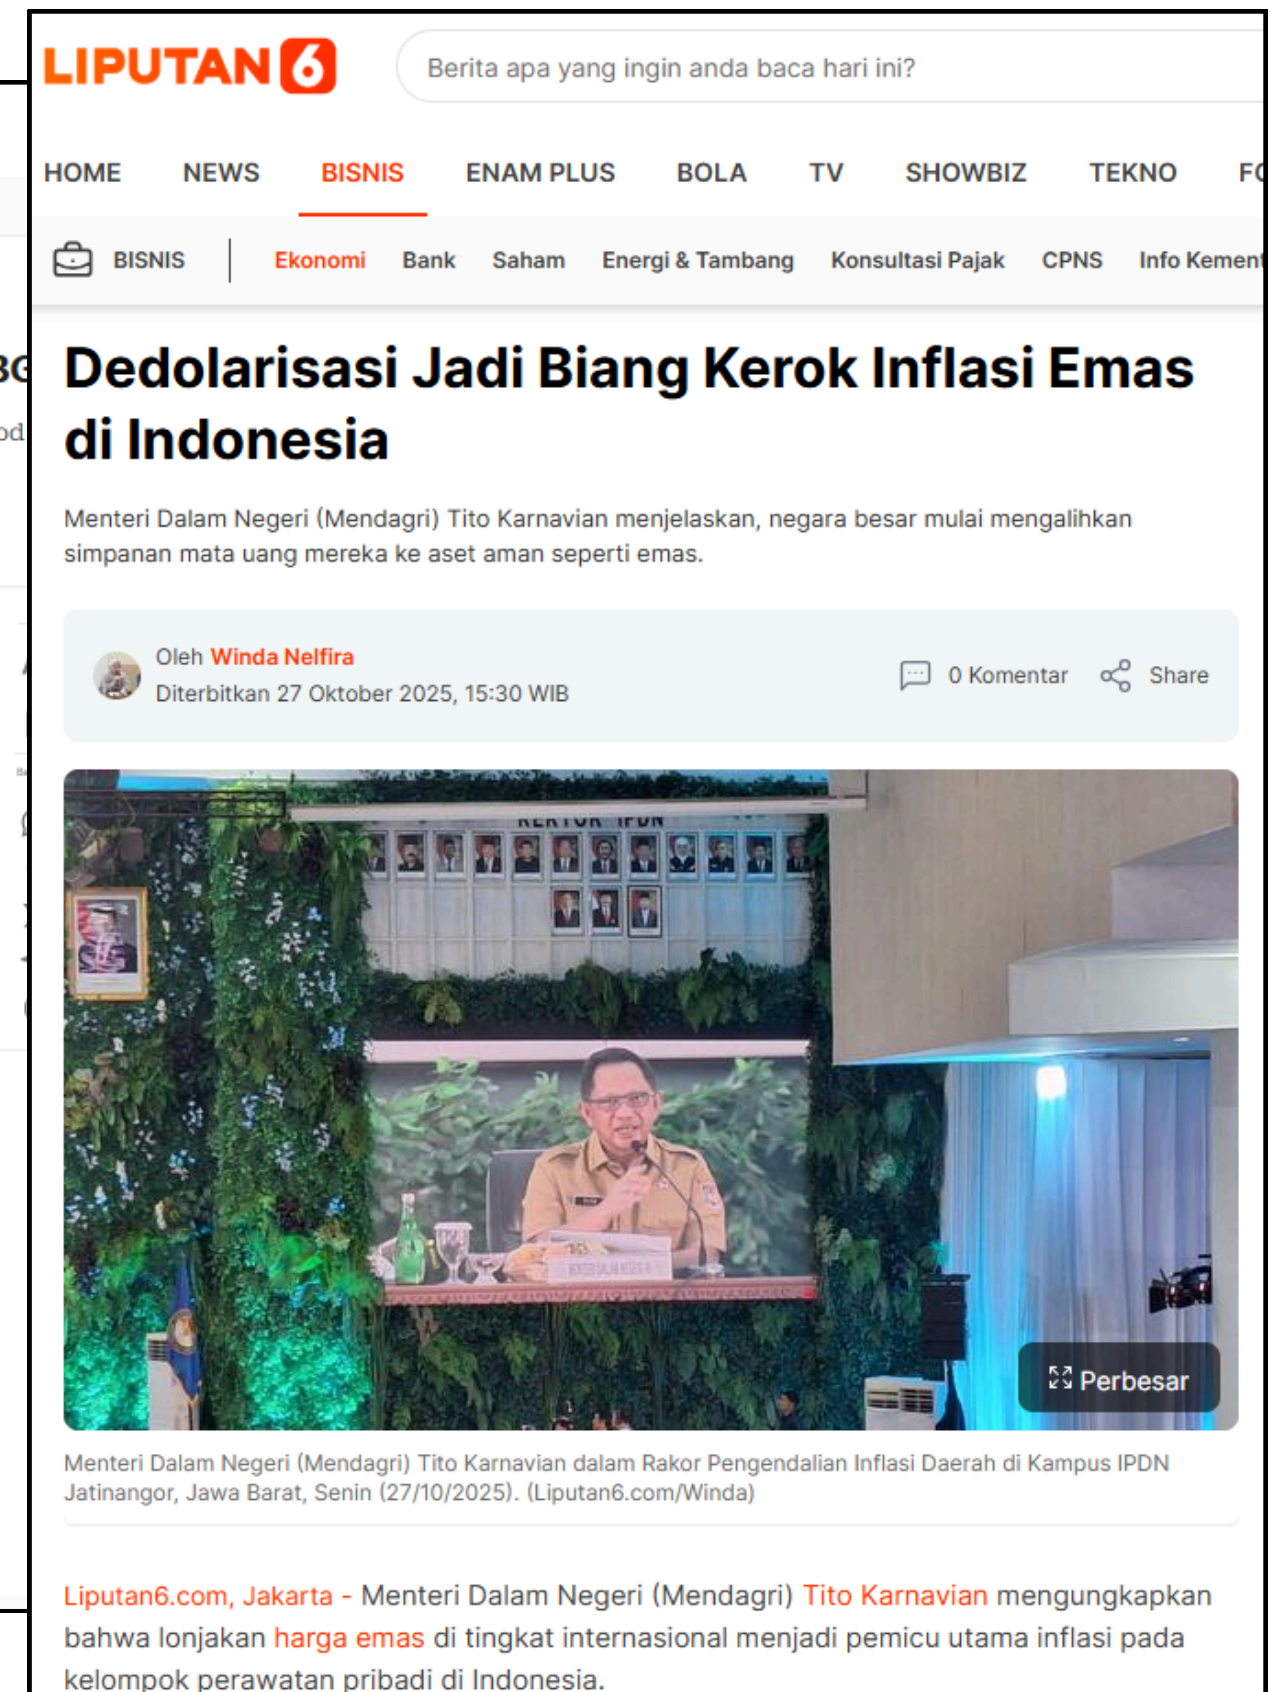 LIPUTAN 6
Berita apa yang ingin anda baca hari ini?
HOME NEWS BISNIS ENAM PLUS BOLA TV SHOWBIZ TEKNO
BISNIS Ekonomi Bank Saham Energi & Tambang Konsultasi Pajak CPNS Info Kement
Dedolarisasi Jadi Biang Kerok Inflasi Emas
di Indonesia
Menteri Dalam Negeri (Mendagri) Tito Karnavian menjelaskan, negara besar mulai mengalihkan
simpanan mata uang mereka ke aset aman seperti emas.
Oleh Winda Nelfira
Diterbitkan 27 Oktober 2025, 15:30 WIB
0 Komentar Share
REKTOR IPDN
Perbesar
Menteri Dalam Negeri (Mendagri) Tito Karnavian dalam Rakor Pengendalian Inflasi Daerah di Kampus IPDN
Jatinangor, Jawa Barat, Senin (27/10/2025). (Liputan6.com/Winda)
Liputan6.com, Jakarta - Menteri Dalam Negeri (Mendagri) Tito Karnavian mengungkapkan
bahwa lonjakan harga emas di tingkat internasional menjadi pemicu utama inflasi pada
kelompok perawatan pribadi di Indonesia.